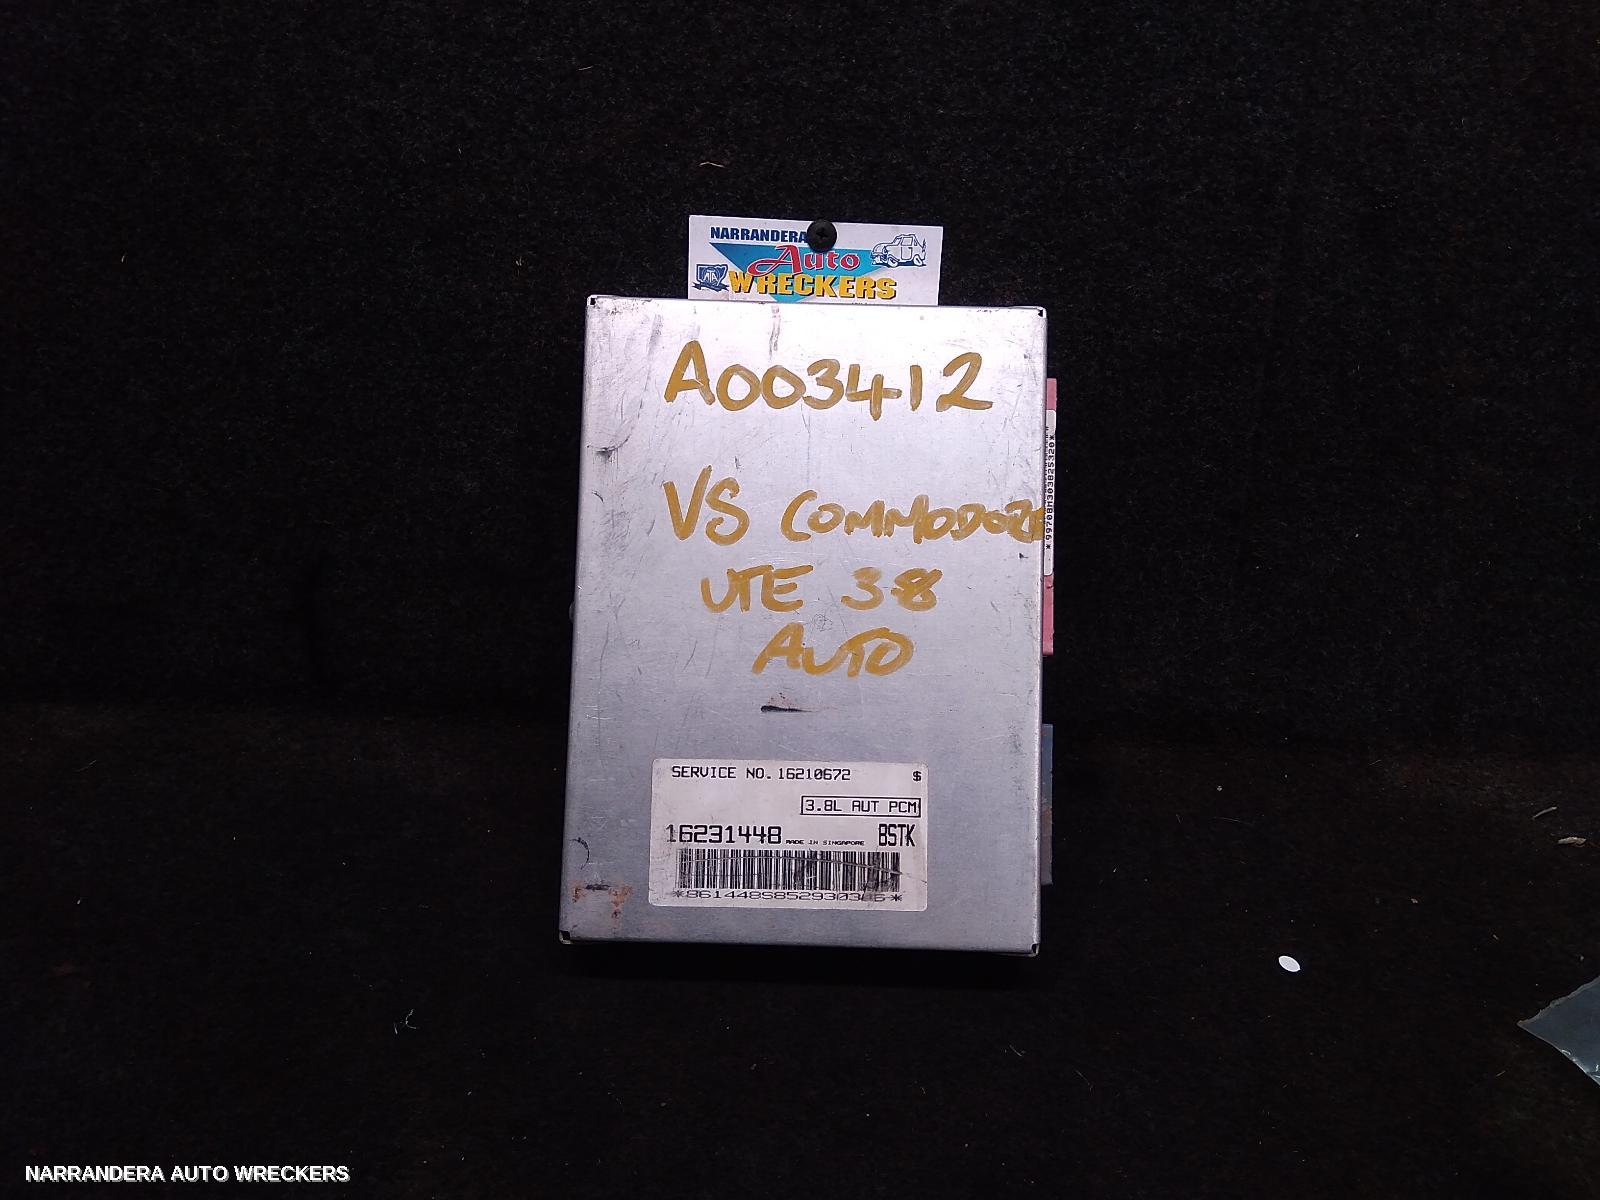 NARRANDERA
Auto
WRECKERS
A003412
VS COMMODORE
UTE 3.8
AUTO
SERVICE NO. 16210672 $
3.8L AUT PCM
16231448 MADE IN SINGAPORE BSTK
NARRANDERA AUTO WRECKERS